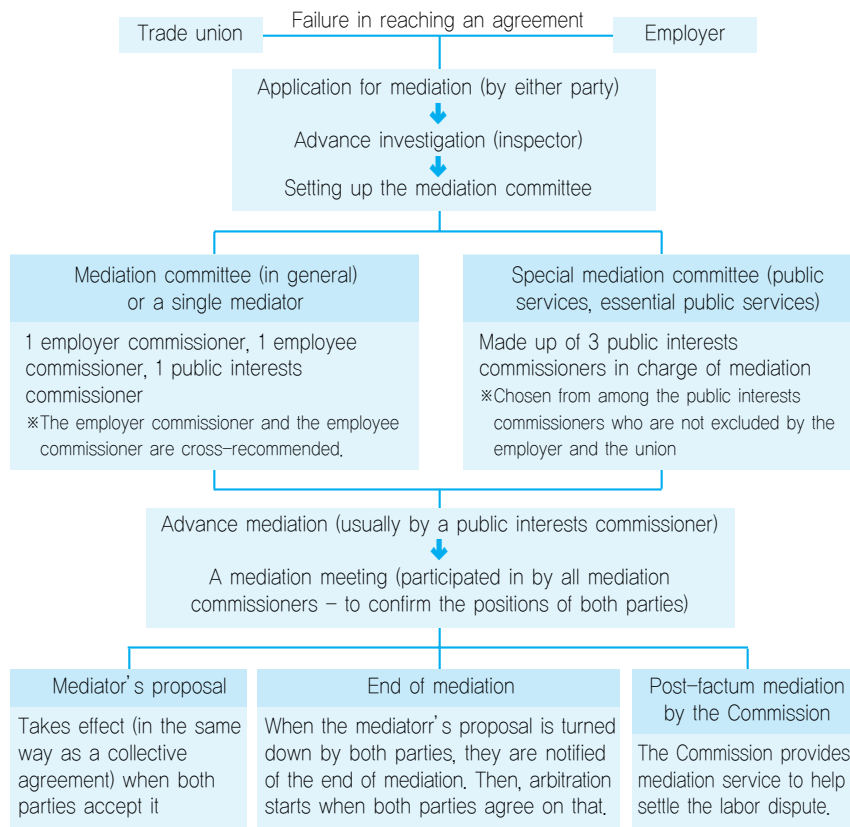 Failure in reaching an agreement
Trade union
Employer
Application for mediation (by either party)
Advance investigation (inspector)
Setting up the mediation committee
Mediation committee (in general)
or a single mediator
1 employer commissioner, 1 employee
commissioner, 1 public interests
commissioner
※The employer commissioner and the employee
commissioner are cross-recommended.
Special mediation committee (public
services, essential public services)
Made up of 3 public interests
commissioners in charge of mediation
※Chosen from among the public interests
commissioners who are not excluded by the
employer and the union
Advance mediation (usually by a public interests commissioner)
A mediation meeting (participated in by all mediation
commissioners - to confirm the positions of both parties)
Mediator's proposal
Takes effect (in the same
way as a collective
agreement) when both
parties accept it
End of mediation
When the mediatorr's proposal is turned
down by both parties, they are notified
of the end of mediation. Then, arbitration
starts when both parties agree on that.
Post-factum mediation
by the Commission
The Commission provides
mediation service to help
settle the labor dispute.